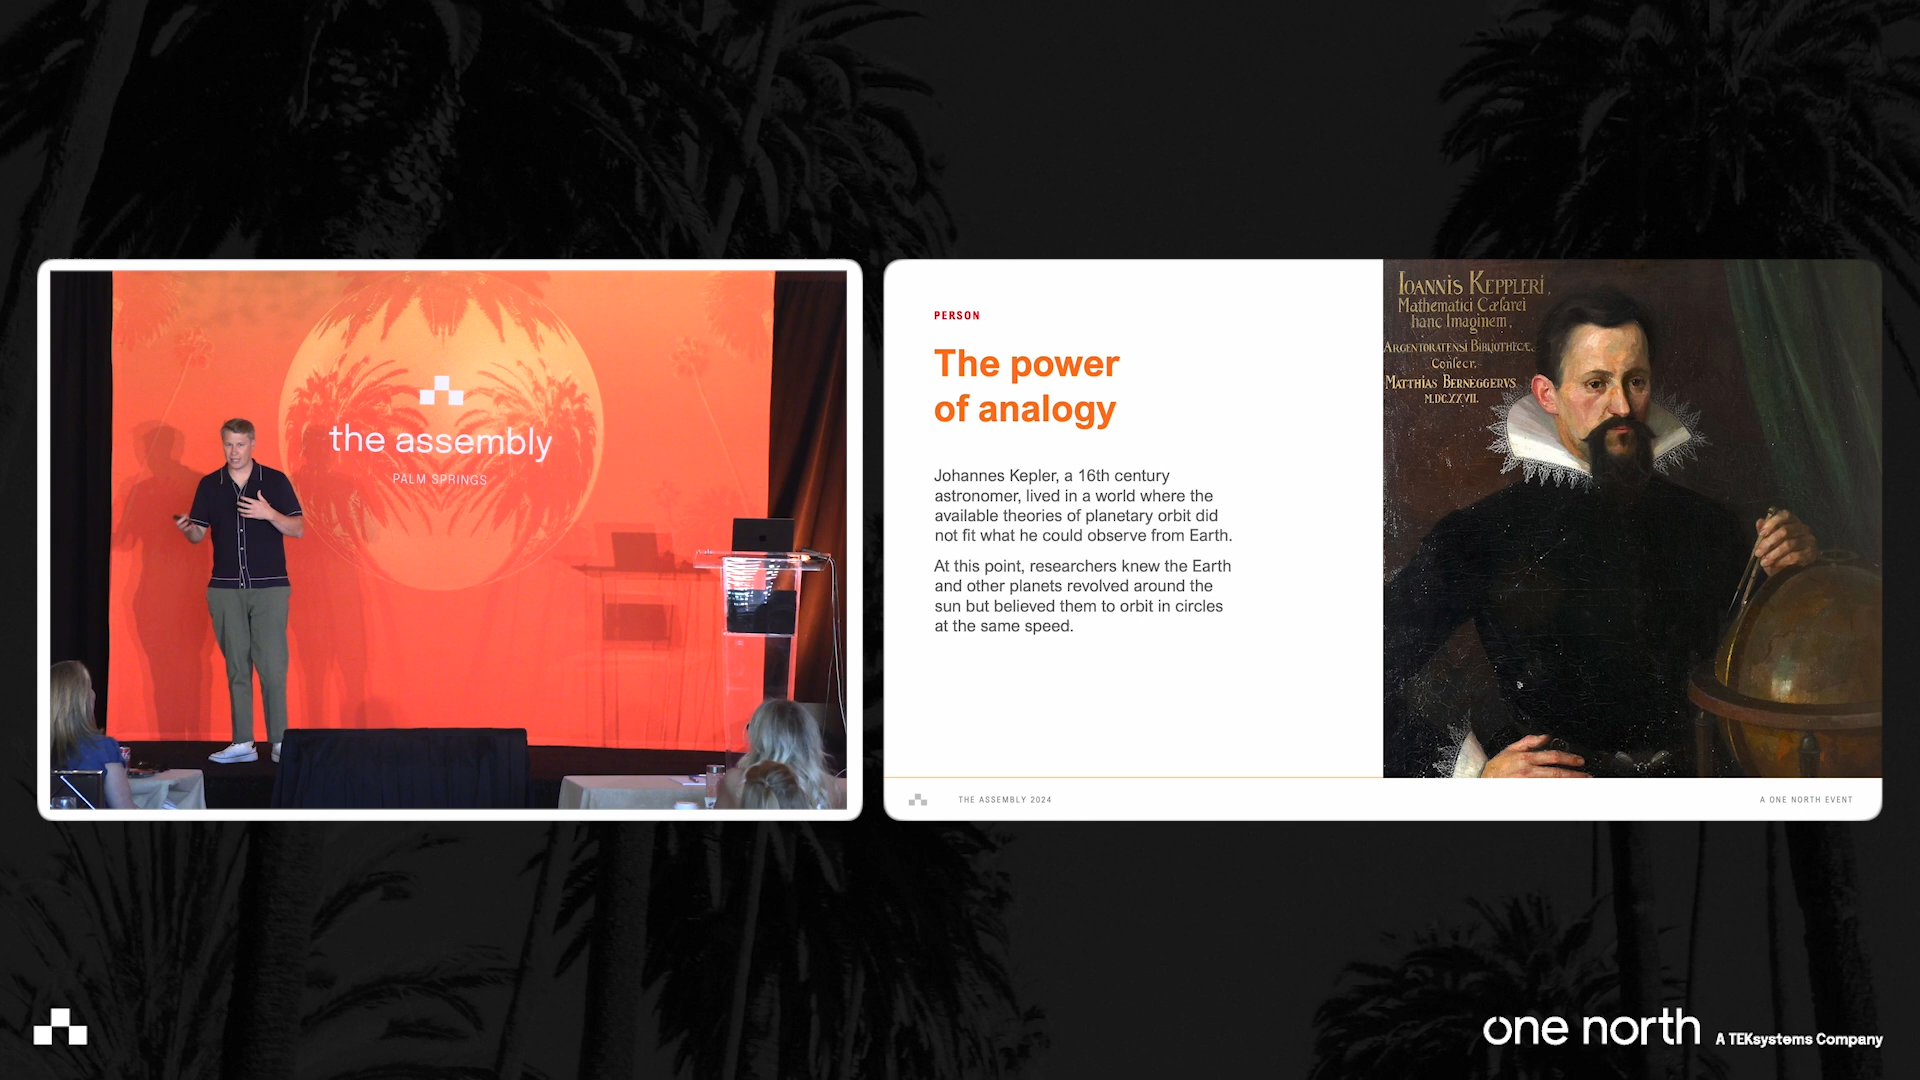 the assembly
PALM SPRINGS
PERSON
The power
of analogy
Johannes Kepler, a 16th century
astronomer, lived in a world where the
available theories of planetary orbit did
not fit what he could observe from Earth.
At this point, researchers knew the Earth
and other planets revolved around the
sun but believed them to orbit in circles
at the same speed.
IOANNIS KEPPLERI,
Mathematici Cæsarei
hanc Imaginem,
ARGENTORATENSI BIBLIOTHECÆ,
Consecr.
MATTHIAS BERNEGGERVS
M.DC.XXVII.
THE ASSEMBLY 2024
A ONE NORTH EVENT
one north
A TEKsystems Company